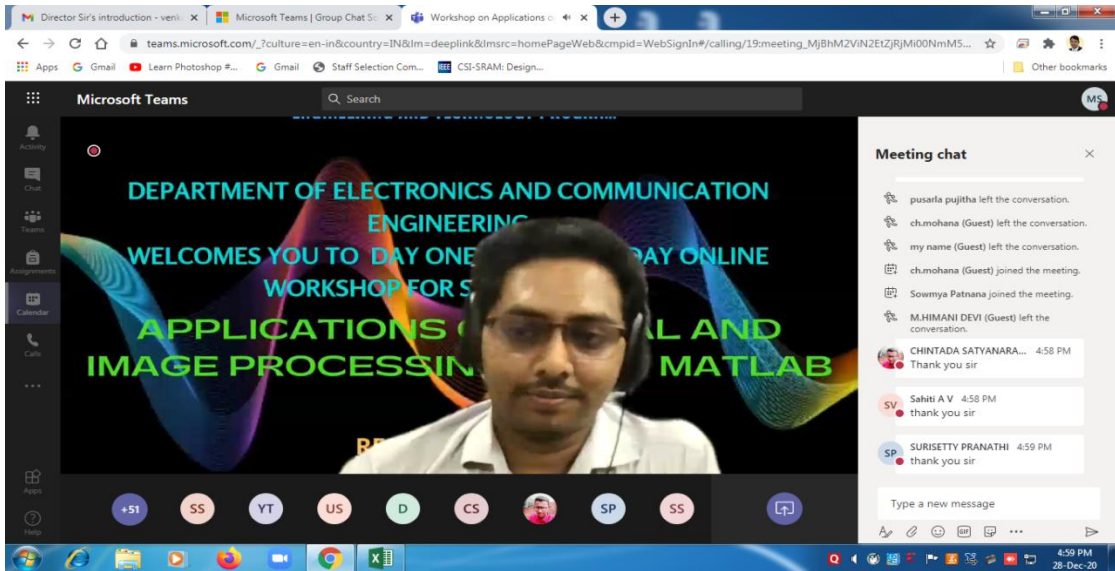 Director Sir's introduction - venk
Microsoft Teams | Group Chat So
Workshop on Applications o
teams.microsoft.com/_?culture=en-in&country=IN&lm=deeplink&lmsrc=homePageWeb&cmpid=WebSignIn#/calling/19:meeting_MjBhM2ViN2EtZjRjMi00NmM5...
Apps
Gmail
Learn Photoshop #...
Gmail
Staff Selection Com...
IEEE
CSI-SRAM: Design...
Other bookmarks
Microsoft Teams
Search
MS
Activity
Chat
Teams
Assignments
Calendar
Calls
Apps
Help
DEPARTMENT OF ELECTRONICS AND COMMUNICATION
ENGINEERING
WELCOMES YOU TO DAY ONE DAY ONLINE
WORKSHOP FOR S
APPLICATIONS AL AND
IMAGE PROCESSIN MATLAB
+51
SS
YT
US
D
CS
SP
SS
Meeting chat
pusarla pujitha left the conversation.
ch.mohana (Guest) left the conversation.
my name (Guest) left the conversation.
ch.mohana (Guest) joined the meeting.
Sowmya Patnana joined the meeting.
M.HIMANI DEVI (Guest) left the
conversation.
CHINTADA SATYANARA... 4:58 PM
Thank you sir
SV
Sahiti A V 4:58 PM
thank you sir
SP
SURISETTY PRANATHI 4:59 PM
thank you sir
Type a new message
GIF
4:59 PM
28-Dec-20